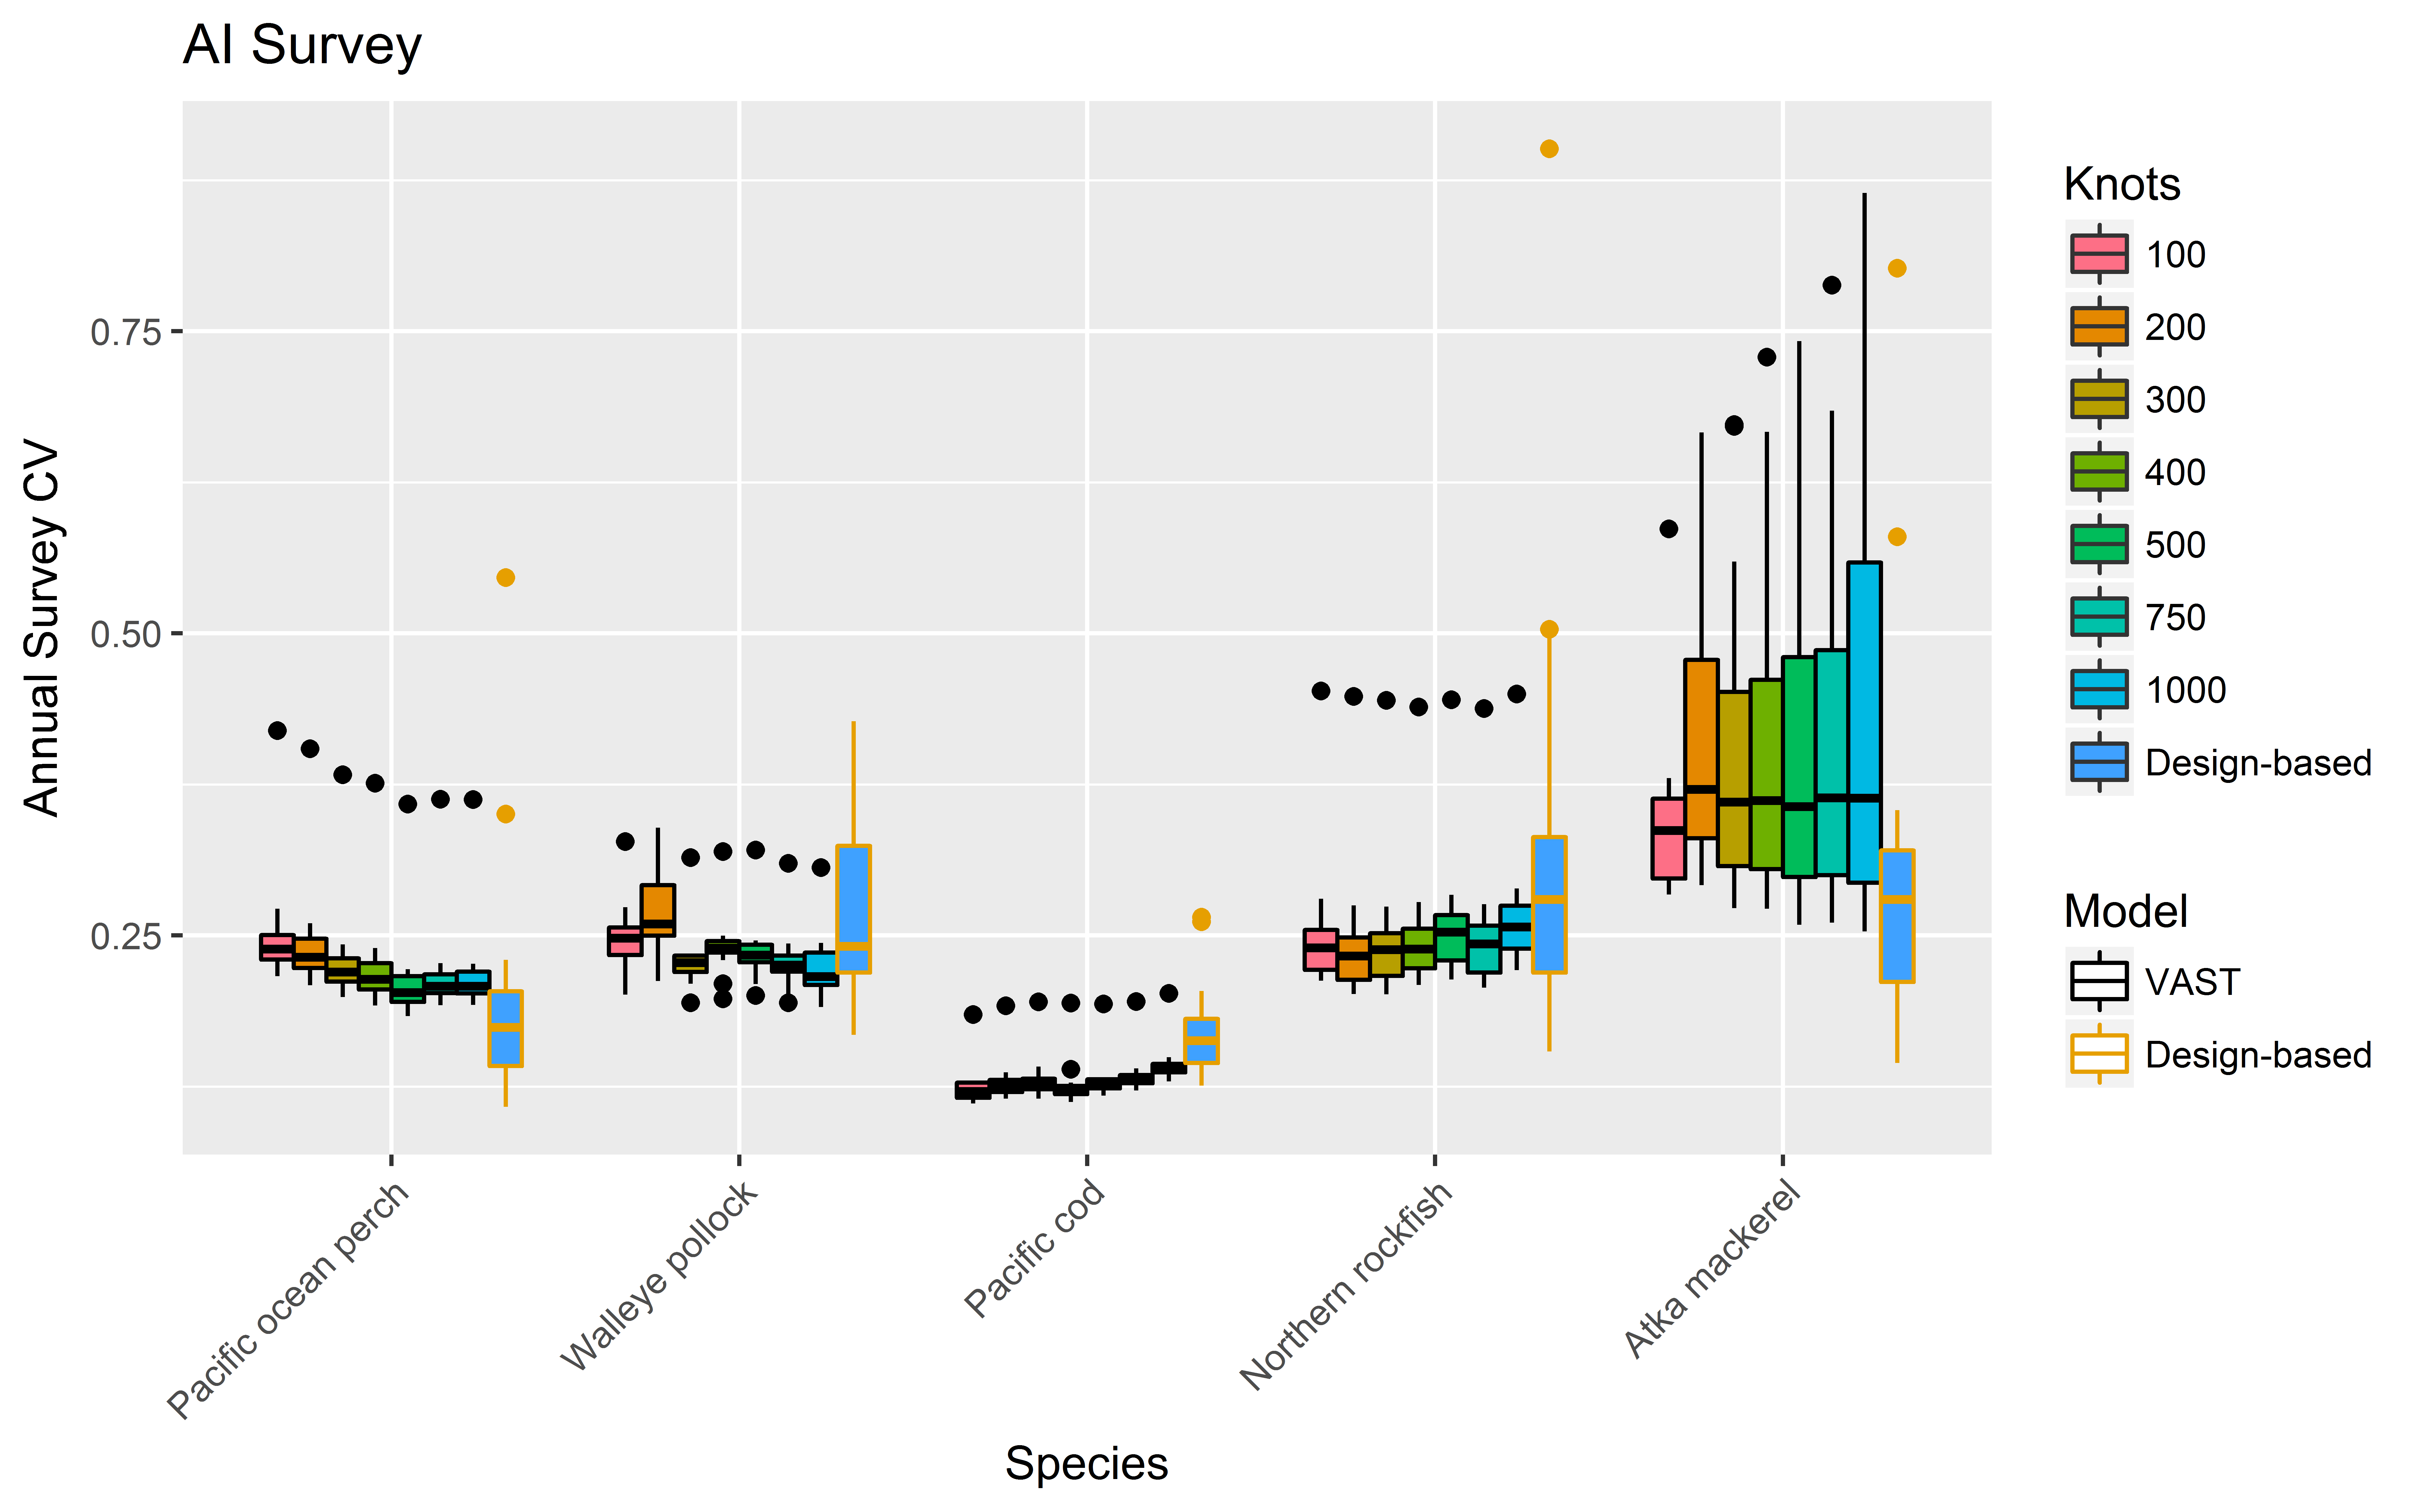 AI Survey
Annual Survey CV
0.75
0.50
0.25
Pacific ocean perch
Walleye pollock
Pacific cod
Northern rockfish
Atka mackerel
Species
Knots
100
200
300
400
500
750
1000
Design-based
Model
VAST
Design-based